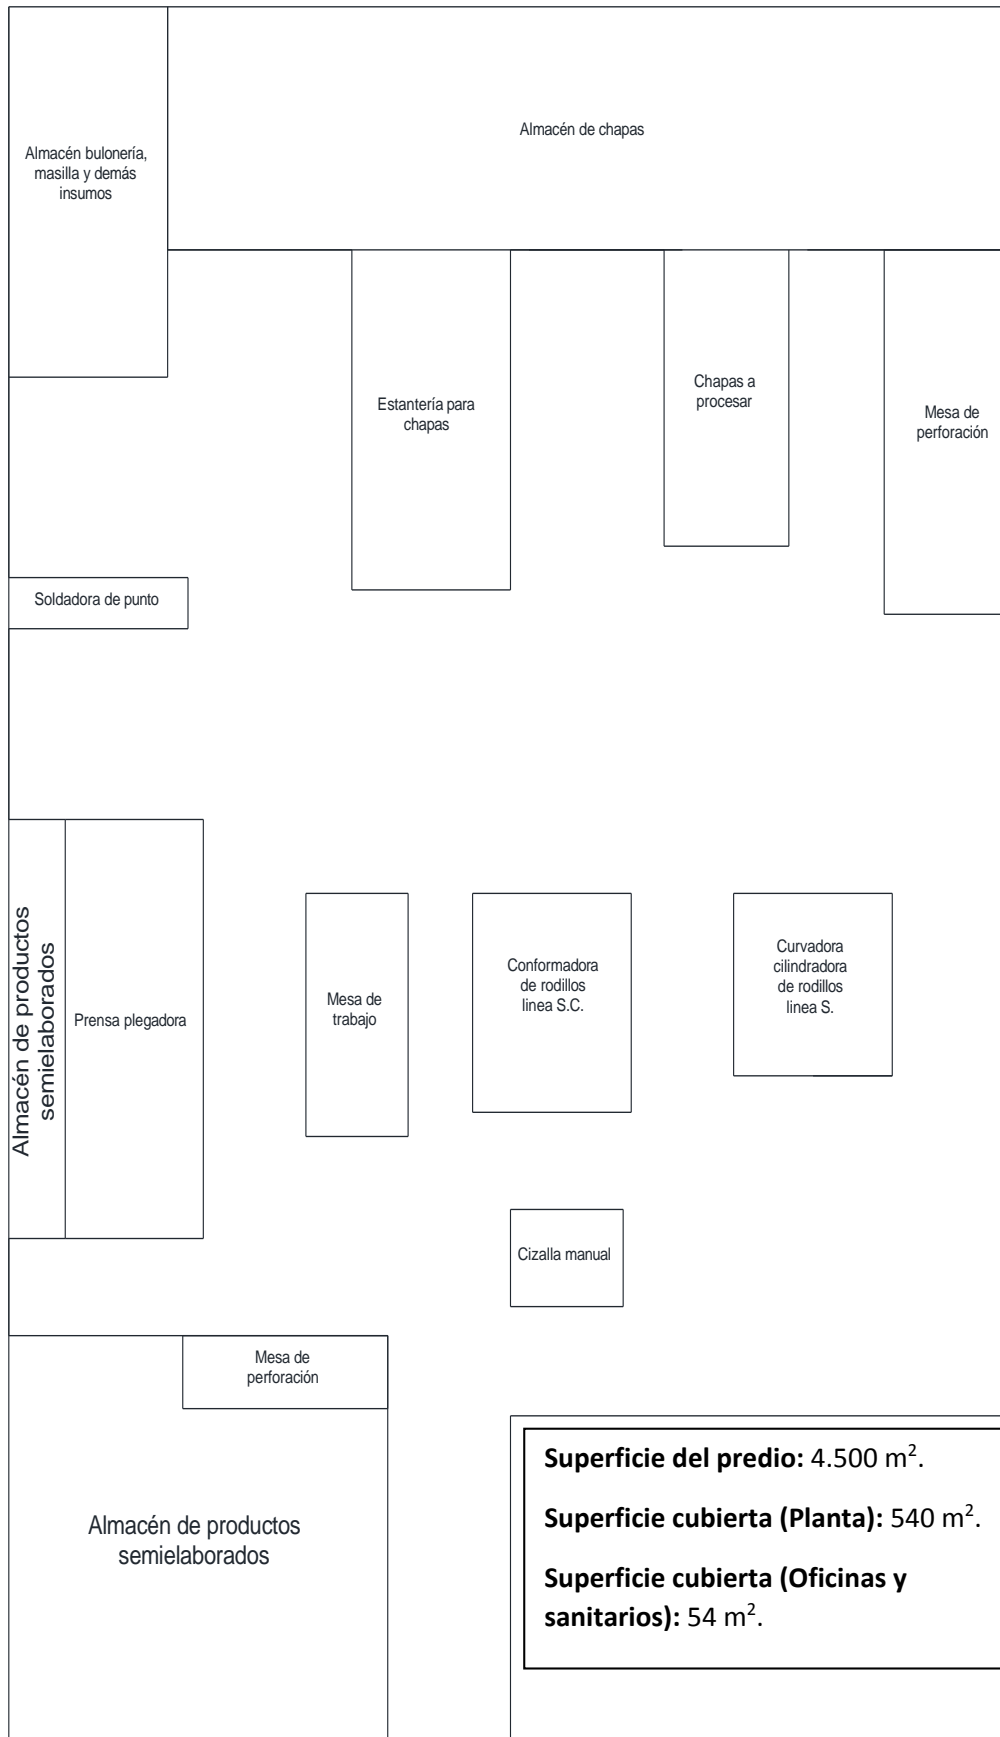 Almacén de chapas
Almacén bulonería,
masilla y demás
insumos
Estantería para
chapas
Chapas a
procesar
Mesa de
perforación
Soldadora de punto
Almacén de productos
semielaborados
Prensa plegadora
Mesa de
trabajo
Conformadora
de rodillos
linea S.C.
Curvadora
cilindradora
de rodillos
linea S.
Cizalla manual
Mesa de
perforación
Almacén de productos
semielaborados
Superficie del predio: 4.500 m².
Superficie cubierta (Planta): 540 m².
Superficie cubierta (Oficinas y
sanitarios): 54 m².